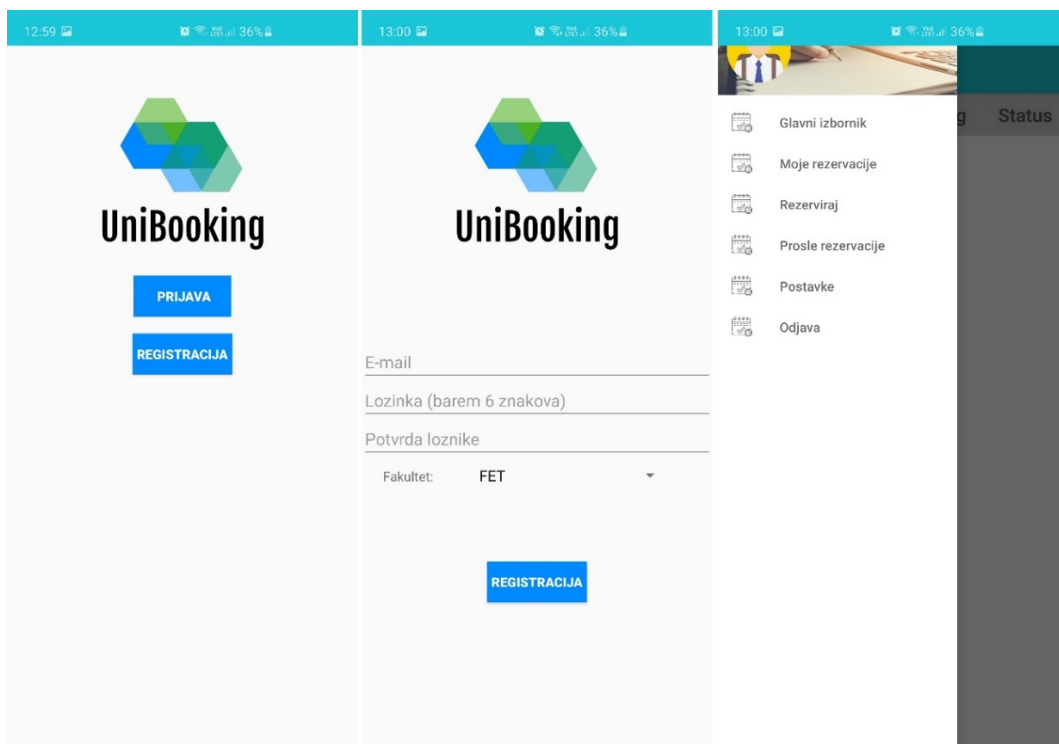 12:59
36%
UniBooking
PRIJAVA
REGISTRACIJA
13:00
36%
UniBooking
E-mail
Lozinka (barem 6 znakova)
Potvrda loznike
Fakultet: FET
REGISTRACIJA
13:00
36%
g Status
Glavni izbornik
Moje rezervacije
Rezerviraj
Prosle rezervacije
Postavke
Odjava